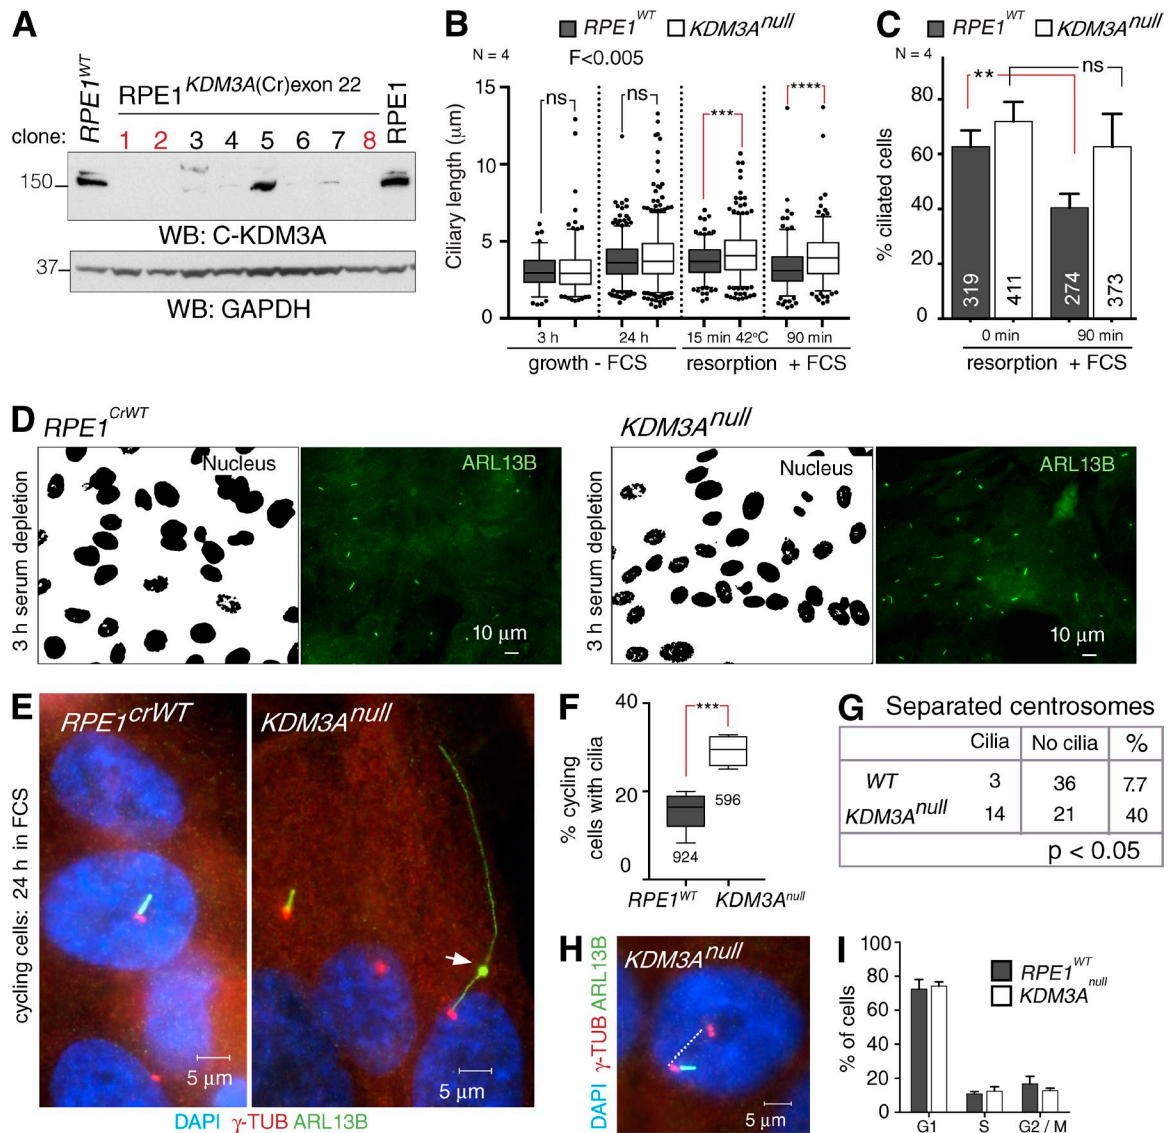 A
RPE1WT
RPE1KDM3A(Cr)exon 22
RPE1
clone: 1 2 3 4 5 6 7 8
150
WB: C-KDM3A
37
WB: GAPDH
B
RPE1WT KDM3Anull
N = 4
F<0.005
ns ns *** ****
Ciliary length (μm)
15
10
5
0
3 h 24 h 15 min 42°C 90 min
growth - FCS resorption + FCS
C
RPE1WT KDM3Anull
N = 4
** ns
% ciliated cells
80
60
40
20
0
319 411 274 373
0 min 90 min
resorption + FCS
D
RPE1CrWT
KDM3Anull
3 h serum depletion
Nucleus
ARL13B
10 μm
3 h serum depletion
Nucleus
ARL13B
10 μm
E
RPE1crWT
KDM3Anull
cycling cells: 24 h in FCS
5 μm
5 μm
DAPI γ-TUB ARL13B
F
% cycling
cells with cilia
40
20
0
***
924
596
RPE1WT KDM3Anull
G Separated centrosomes
Cilia No cilia %
WT 3 36 7.7
KDM3Anull 14 21 40
p < 0.05
H
KDM3Anull
DAPI γ-TUB ARL13B
5 μm
I
RPE1WT
KDM3Anull
% of cells
100
80
60
40
20
0
G1 S G2 / M